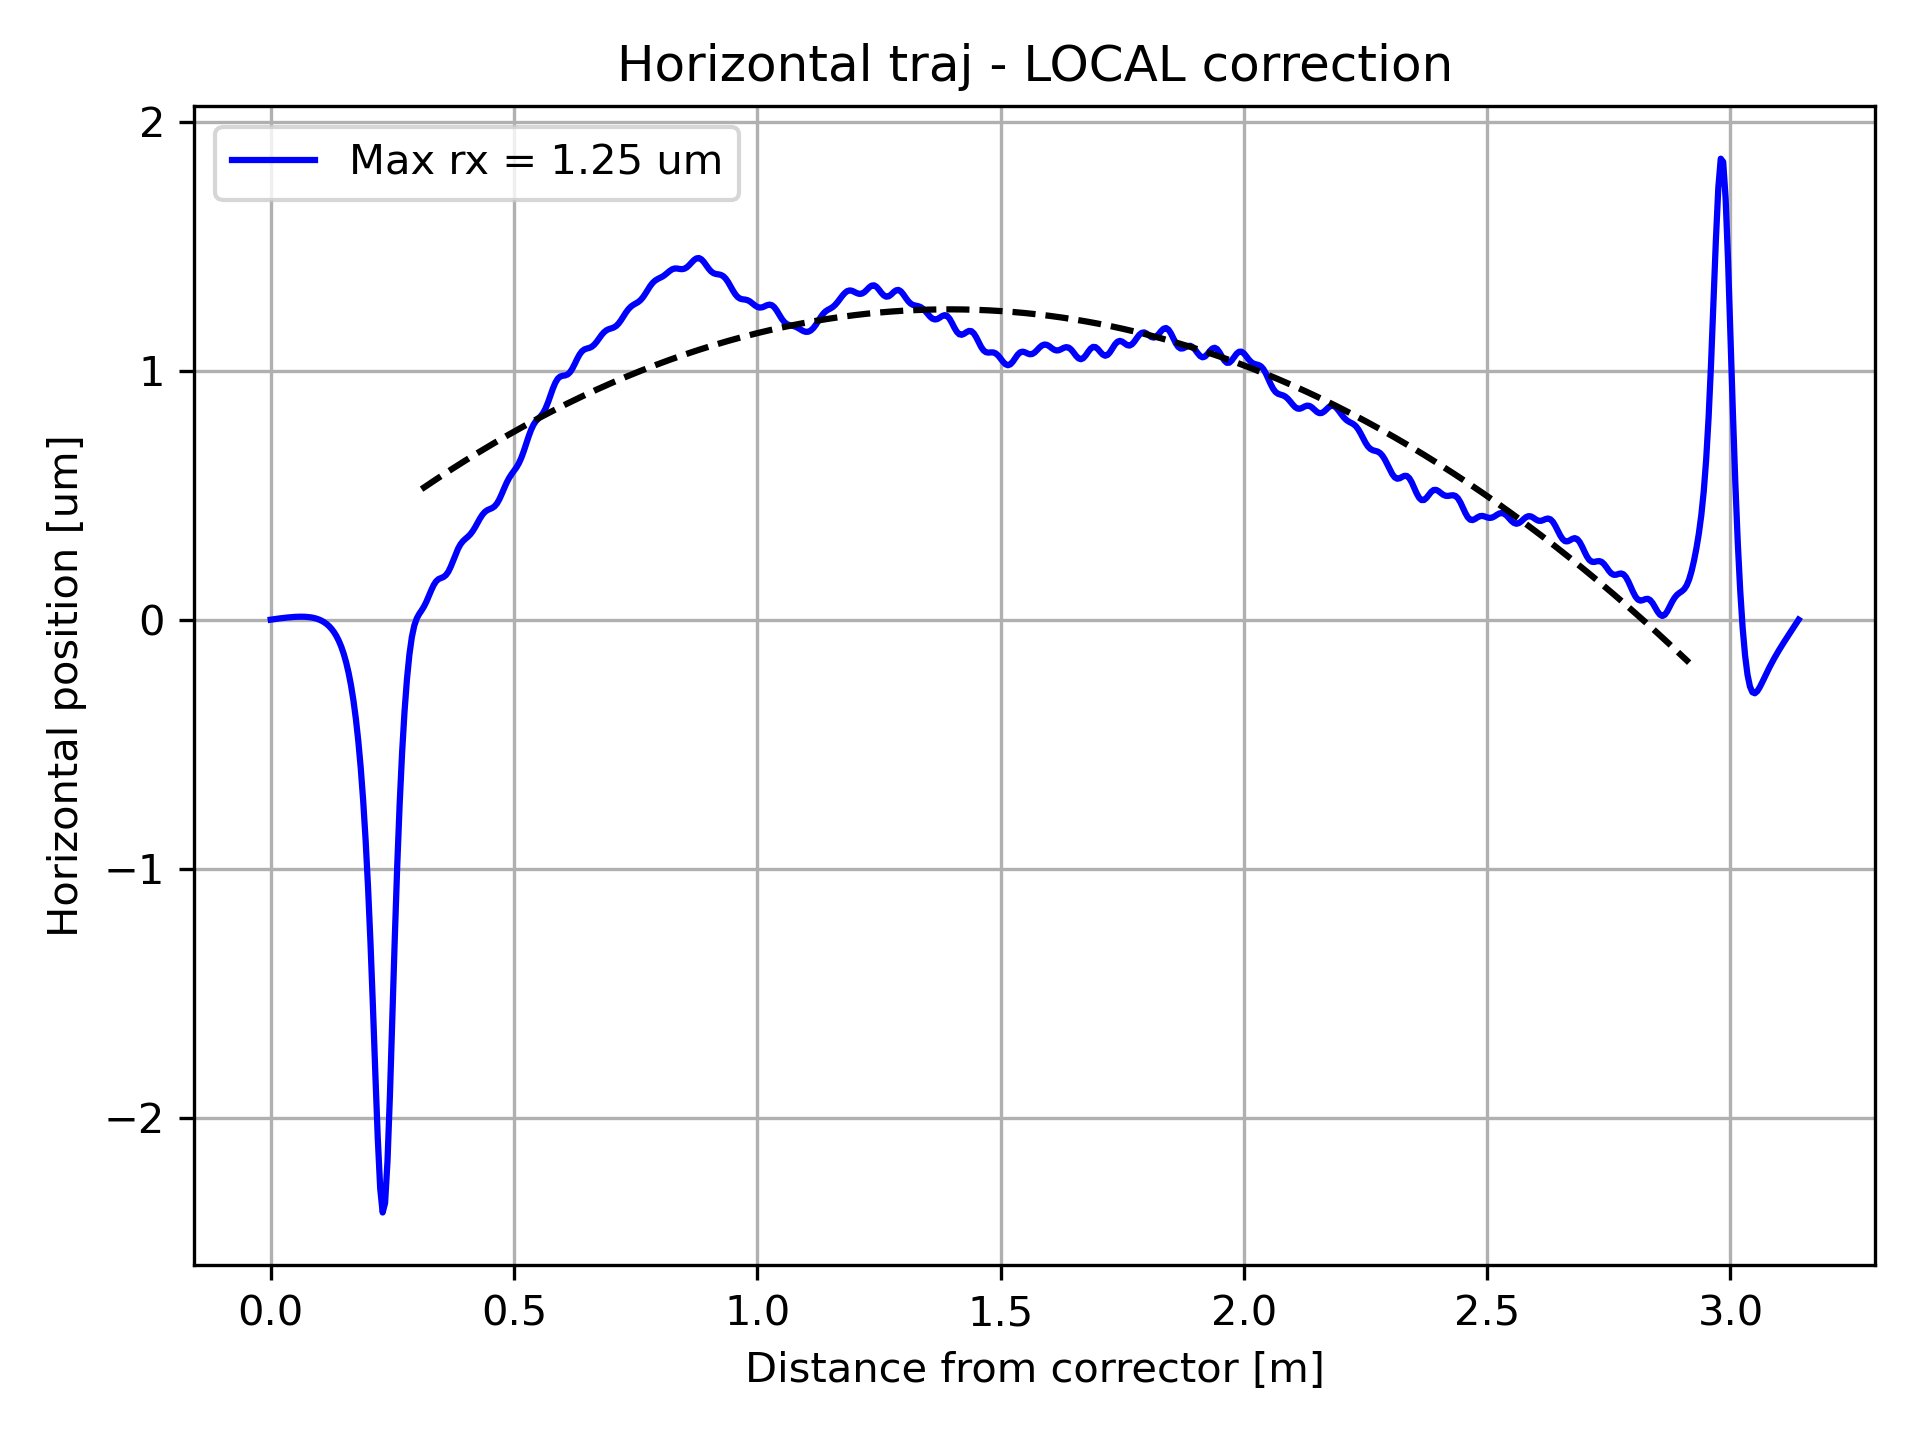 Horizontal traj - LOCAL correction
Max rx = 1.25 um
Horizontal position [um]
2
1
0
−1
−2
0.0 0.5 1.0 1.5 2.0 2.5 3.0
Distance from corrector [m]